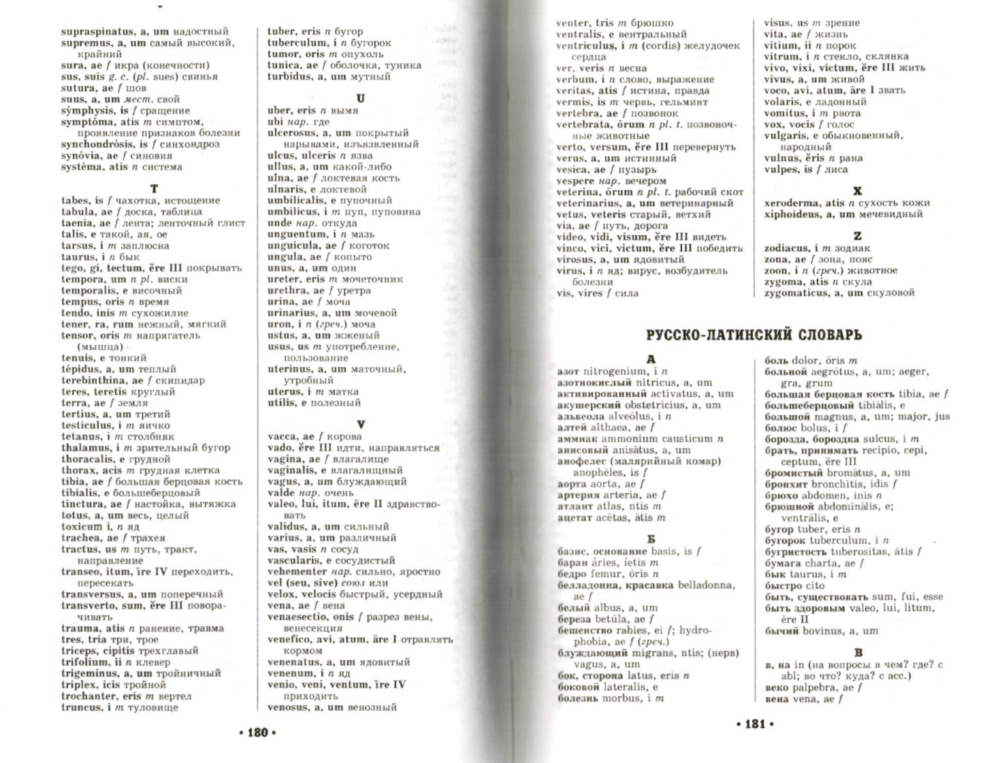 supraspinatus, a, um надостный
supremus, a, um самый высокий,
крайний
sura, ae f икра (конечности)
sus, suis g. c. (pl. sues) свинья
sutura, ae f шов
suus, a, um мест. свой
sýmphysis, is f сращение
symptóma, atis m симптом,
проявление признаков болезни
synchondrósis, is f синхондроз
synóvia, ae f синовия
systéma, atis n система
T
tabes, is f чахотка, истощение
tabula, ae f доска, таблица
taenia, ae f лента; ленточный глист
talis, e такой, ая, ое
tarsus, i m заплюсна
taurus, i n бык
tego, gi, tectum, ĕre III покрывать
tempora, um n pl. виски
temporalis, e височный
tempus, oris n время
tendo, inis m сухожилие
tener, ra, rum нежный, мягкий
tensor, oris m напрягатель
(мышца)
tenuis, e тонкий
tépidus, a, um теплый
terebinthina, ae f скипидар
teres, teretis круглый
terra, ae f земля
tertius, a, um третий
testiculus, i m яичко
tetanus, i m столбняк
thalamus, i m зрительный бугор
thoracalis, e грудной
thorax, acis m грудная клетка
tibia, ae f большая берцовая кость
tibialis, e большеберцовый
tinctura, ae f настойка, вытяжка
totus, a, um весь, целый
toxicum i, n яд
trachea, ae f трахея
tractus, us m путь, тракт,
направление
transeo, itum, īre IV переходить,
пересекать
transversus, a, um поперечный
transverto, sum, ĕre III повора-
чивать
trauma, atis n ранение, травма
tres, tria три, трое
triceps, cipitis трехглавый
trifolium, ii n клевер
trigeminus, a, um тройничный
triplex, icis тройной
trochanter, eris m вертел
truncus, i m туловище
tuber, eris n бугор
tuberculum, i n бугорок
tumor, oris m опухоль
tunica, ae f оболочка, туника
turbidus, a, um мутный
U
uber, eris n вымя
ubi нар. где
ulcerosus, a, um покрытый
нарывами, изъязвленный
ulcus, ulceris n язва
ullus, a, um какой-либо
ulna, ae f локтевая кость
ulnaris, e локтевой
umbilicalis, e пупочный
umbilicus, i m пуп, пуповина
unde нар. откуда
unguentum, i n мазь
unguicula, ae f коготок
ungula, ae f копыто
unus, a, um один
ureter, eris m мочеточник
urethra, ae f уретра
urina, ae f моча
urinarius, a, um мочевой
uron, i n (греч.) моча
ustus, a, um жженый
usus, us m употребление,
пользование
uterinus, a, um маточный,
утробный
uterus, i m матка
utilis, e полезный
V
vacca, ae f корова
vado, ĕre III идти, направляться
vagina, ae f влагалище
vaginalis, e влагалищный
vagus, a, um блуждающий
valde нар. очень
valeo, lui, itum, ēre II здравство-
вать
validus, a, um сильный
varius, a, um различный
vas, vasis n сосуд
vascularis, e сосудистый
vehementer нар. сильно, яростно
vel (seu, sive) союз или
velox, velocis быстрый, усердный
vena, ae f вена
venaesectio, onis f разрез вены,
венесекция
venefico, avi, atum, āre I отравлять
кормом
venenatus, a, um ядовитый
venenum, i n яд
venio, veni, ventum, īre IV
приходить
venosus, a, um венозный
• 180 •
venter, tris m брюшко
ventralis, e вентральный
ventriculus, i m (cordis) желудочек
сердца
ver, veris n весна
verbum, i n слово, выражение
veritas, atis f истина, правда
vermis, is m червь, гельминт
vertebra, ae f позвонок
vertebrata, ōrum n pl. t. позвоноч-
ные животные
verto, versum, ĕre III перевернуть
verus, a, um истинный
vesica, ae f пузырь
vespere нар. вечером
veterina, ōrum n pl. t. рабочий скот
veterinarius, a, um ветеринарный
vetus, veteris старый, ветхий
via, ae f путь, дорога
video, vidi, visum, ēre III видеть
vinco, vici, victum, ĕre III победить
virosus, a, um ядовитый
virus, i n яд; вирус, возбудитель
болезни
vis, vires f сила
visus, us m зрение
vita, ae f жизнь
vitium, ii n порок
vitrum, i n стекло, склянка
vivo, vixi, victum, ĕre III жить
vivus, a, um живой
voco, avi, atum, āre I звать
volaris, e ладонный
vomitus, i m рвота
vox, vocis f голос
vulgaris, e обыкновенный,
народный
vulnus, ĕris n рана
vulpes, is f лиса
X
xeroderma, atis n сухость кожи
xiphoideus, a, um мечевидный
Z
zodiacus, i m зодиак
zona, ae f зона, пояс
zoon, i n (греч.) животное
zygoma, atis n скула
zygomaticus, a, um скуловой
РУССКО-ЛАТИНСКИЙ СЛОВАРЬ
А
азот nitrogenium, i n
азотнокислый nitricus, a, um
активированный activatus, a, um
акушерский obstetricius, a, um
альвеола alveŏlus, i n
алтей althaea, ae f
аммиак ammonium causticum n
анисовый anisātus, a, um
анофелес (малярийный комар)
anophĕles, is f
аорта aorta, ae f
артерия arteria, ae f
атлант atlas, ntis m
ацетат acētas, ātis m
Б
базис, основание basis, is f
баран áries, íetis m
бедро femur, ŏris n
белладонна, красавка belladonna,
ae f
белый albus, a, um
береза betŭla, ae f
бешенство rabies, ei f; hydro-
phobia, ae f (греч.)
блуждающий migrans, ntis; (нерв)
vagus, a, um
бок, сторона latus, eris n
боковой lateralis, e
болезнь morbus, i m
боль dolor, ōris m
больной aegrōtus, a, um; aeger,
gra, grum
большая берцовая кость tibia, ae f
большеберцовый tibiālis, e
большой magnus, a, um; major, jus
болюс bolus, i f
борозда, бороздка sulcus, i m
брать, принимать recipio, cepi,
ceptum, ĕre III
бромистый bromātus, a, um
бронхит bronchitis, idis f
брюхо abdomen, inis n
брюшной abdominālis, e;
ventrālis, e
бугор tuber, eris n
бугорок tuberculum, i n
бугристость tuberositas, ātis f
бумага charta, ae f
бык taurus, i m
быстро cito
быть, существовать sum, fui, esse
быть здоровым valeo, lui, litum,
ēre II
бычий bovinus, a, um
В
в, на in (на вопросы в чем? где? с
abl; во что? куда? с acc.)
веко palpebra, ae f
вена vena, ae f
• 181 •